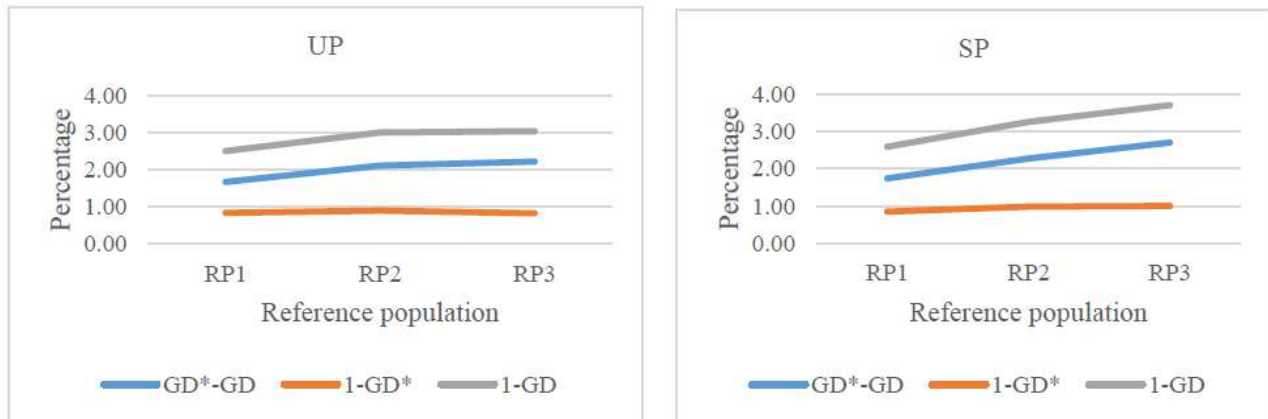 UP
Percentage
4.00
3.00
2.00
1.00
0.00
RP1 RP2 RP3
Reference population
GD*-GD 1-GD* 1-GD
SP
Percentage
4.00
3.00
2.00
1.00
0.00
RP1 RP2 RP3
Reference population
GD*-GD 1-GD* 1-GD